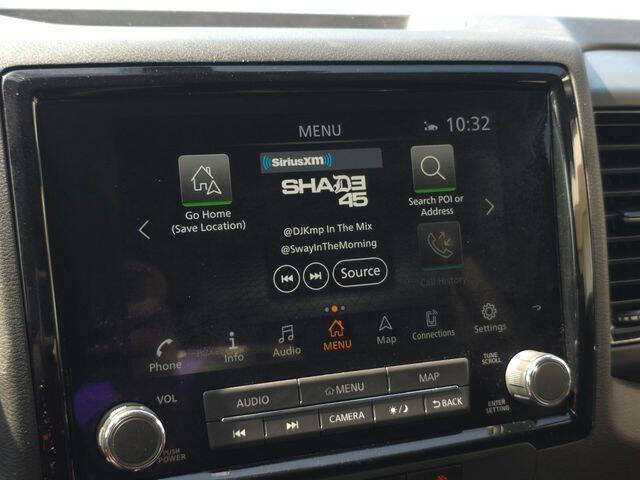 MENU
10:32
SiriusXM
SHADE 45
Go Home
(Save Location)
Search POI or
Address
@DJKmp In The Mix
@SwayInTheMorning
Source
Call History
Phone
Info
Audio
MENU
Map
Connections
Settings
VOL
AUDIO
MENU
MAP
TUNE
SCROLL
CAMERA
BACK
ENTER
SETTING
PUSH
POWER